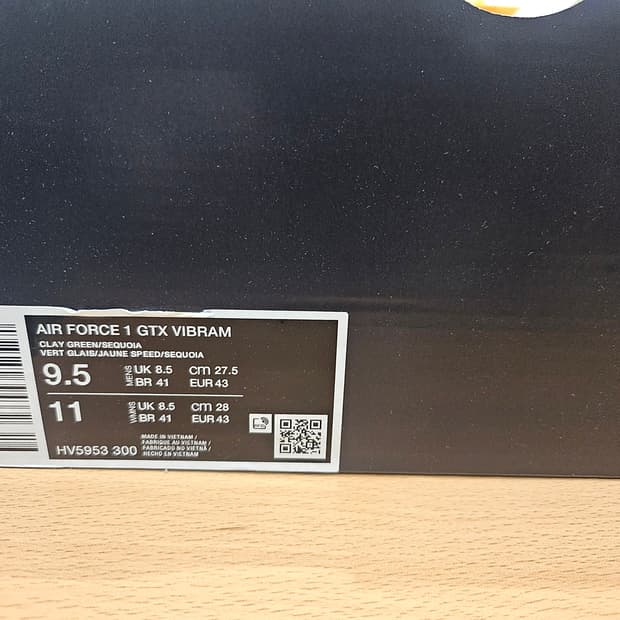 AIR FORCE 1 GTX VIBRAM
CLAY GREEN/SEQUOIA
VERT GLAIS/JAUNE SPEED/SEQUOIA
9.5 MENS UK 8.5 cm 27.5
BR 41 EUR 43
11 WMNS UK 8.5 cm 28
BR 41 EUR 43
HV5953 300
MADE IN VIETNAM /
FABRIQUE AU VIETNAM /
FABRICADO NO VIETNÃ /
HECHO EN VIETNAM